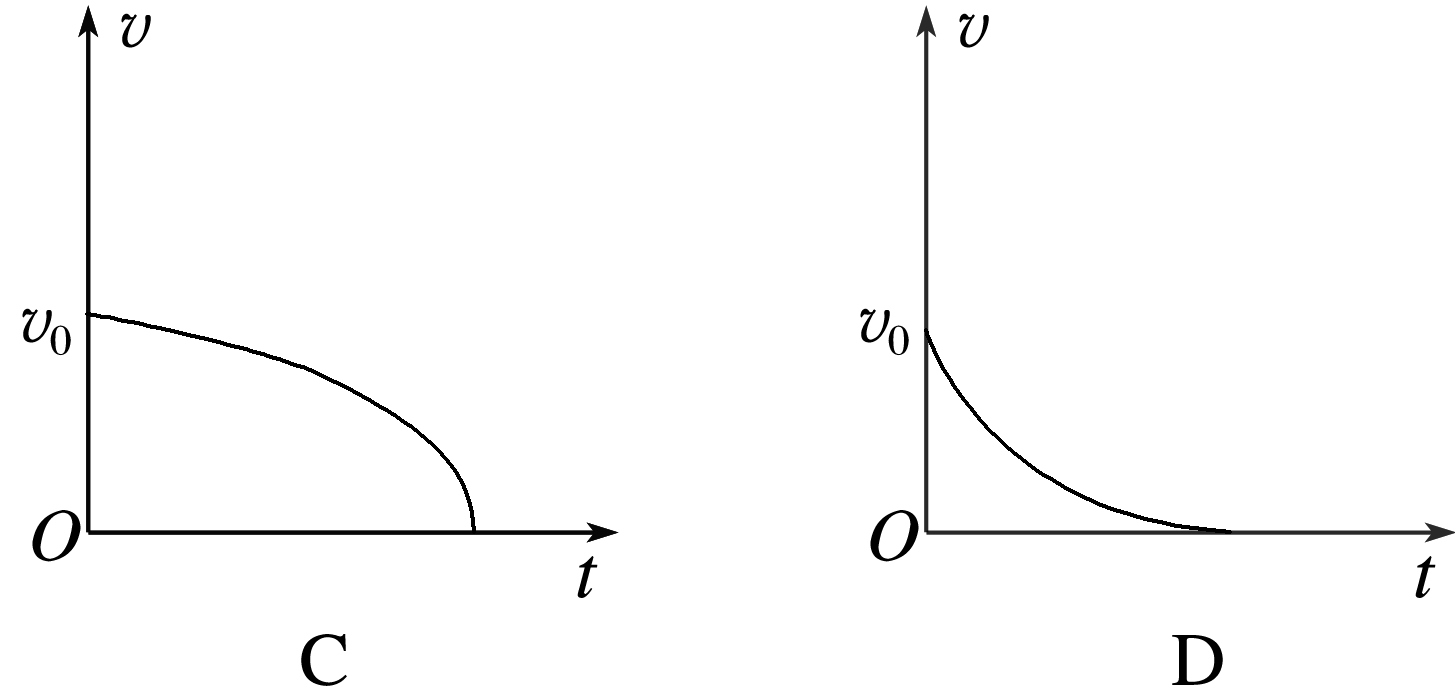 v v
v₀ v₀
O O
t t
C D